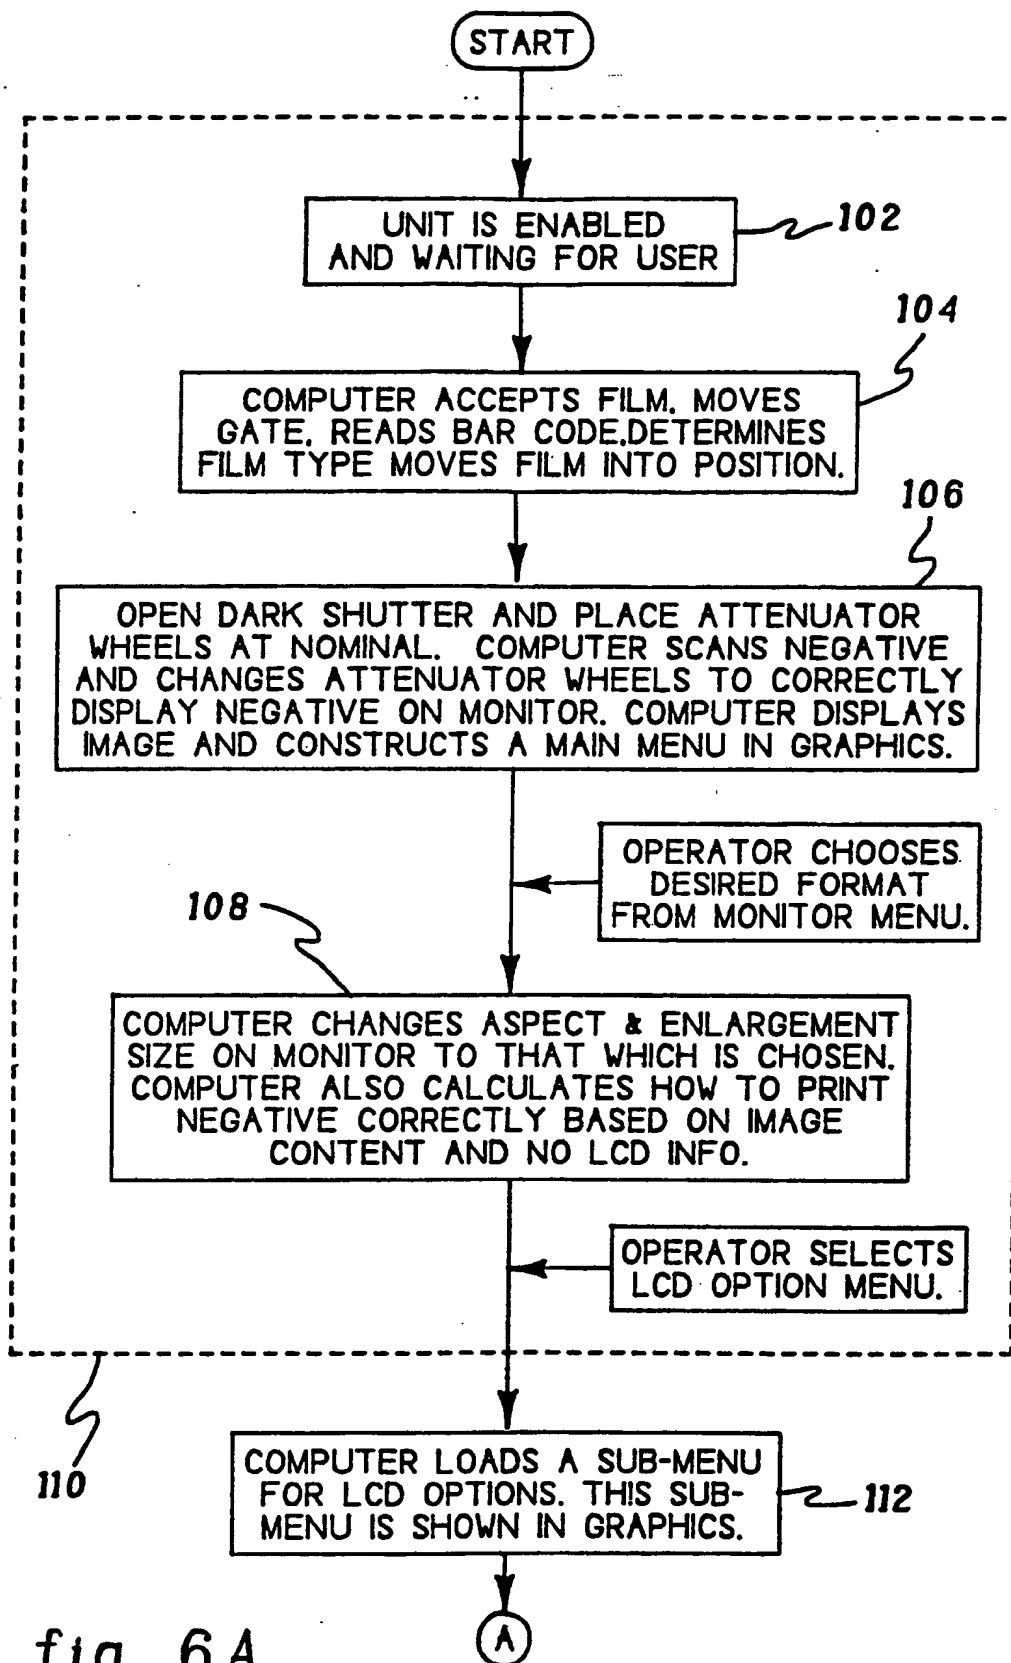 START
UNIT IS ENABLED
AND WAITING FOR USER
102
104
COMPUTER ACCEPTS FILM. MOVES
GATE. READS BAR CODE.DETERMINES
FILM TYPE MOVES FILM INTO POSITION.
106
OPEN DARK SHUTTER AND PLACE ATTENUATOR
WHEELS AT NOMINAL. COMPUTER SCANS NEGATIVE
AND CHANGES ATTENUATOR WHEELS TO CORRECTLY
DISPLAY NEGATIVE ON MONITOR. COMPUTER DISPLAYS
IMAGE AND CONSTRUCTS A MAIN MENU IN GRAPHICS.
OPERATOR CHOOSES
DESIRED FORMAT
FROM MONITOR MENU.
108
COMPUTER CHANGES ASPECT & ENLARGEMENT
SIZE ON MONITOR TO THAT WHICH IS CHOSEN.
COMPUTER ALSO CALCULATES HOW TO PRINT
NEGATIVE CORRECTLY BASED ON IMAGE
CONTENT AND NO LCD INFO.
OPERATOR SELECTS
LCD OPTION MENU.
110
COMPUTER LOADS A SUB-MENU
FOR LCD OPTIONS. THIS SUB-
MENU IS SHOWN IN GRAPHICS.
112
A
fig. 6A